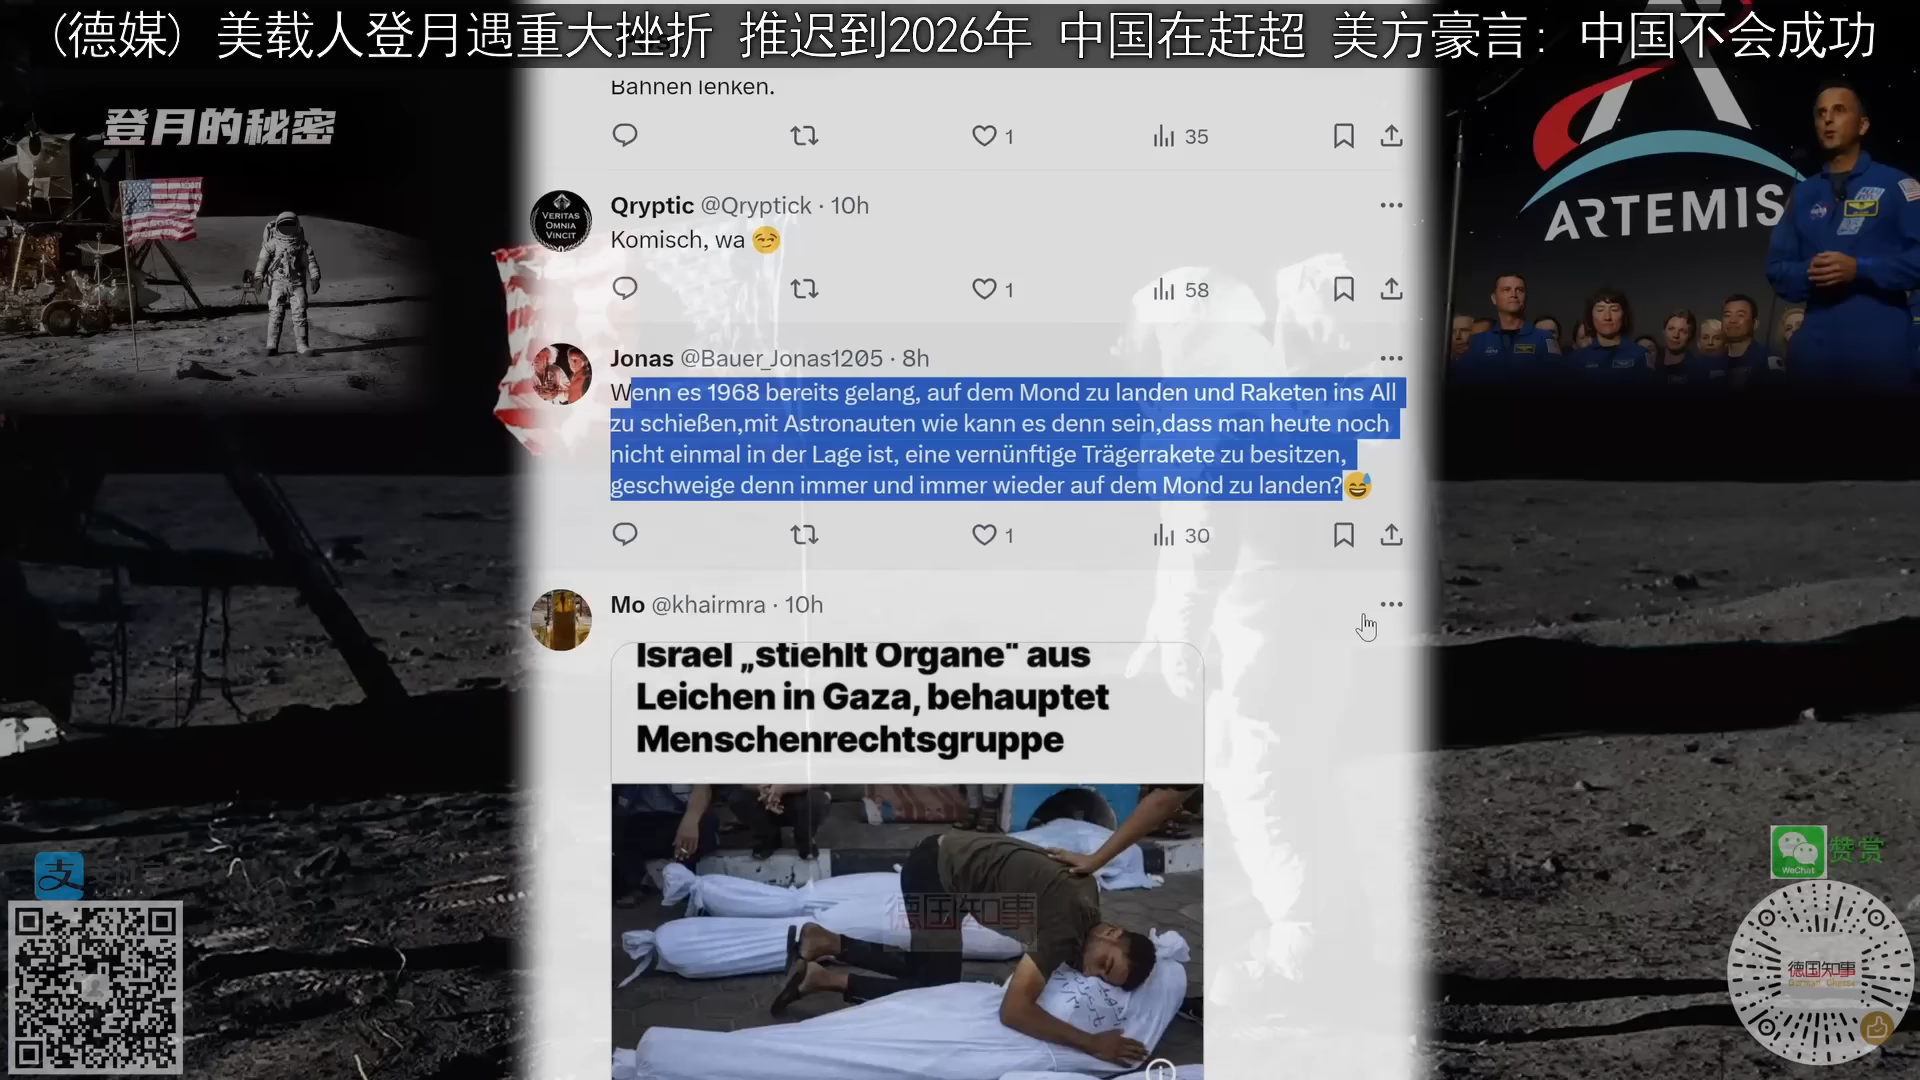 (德媒) 美载人登月遇重大挫折 推迟到2026年 中国在赶超 美方豪言: 中国不会成功
登月的秘密
ARTEMIS
Bahnen lenken.
1
35
Qryptic @Qryptick · 10h
Komisch, wa 😏
1
58
VERITAS
OMNIA
VINCIT
Jonas @Bauer_Jonas1205 · 8h
Wenn es 1968 bereits gelang, auf dem Mond zu landen und Raketen ins All
zu schießen,mit Astronauten wie kann es denn sein,dass man heute noch
nicht einmal in der Lage ist, eine vernünftige Trägerrakete zu besitzen,
geschweige denn immer und immer wieder auf dem Mond zu landen?😅
1
30
Mo @khairmra · 10h
Israel „stiehlt Organe" aus
Leichen in Gaza, behauptet
Menschenrechtsgruppe
德国知事
支
WeChat
赞赏
德国知事